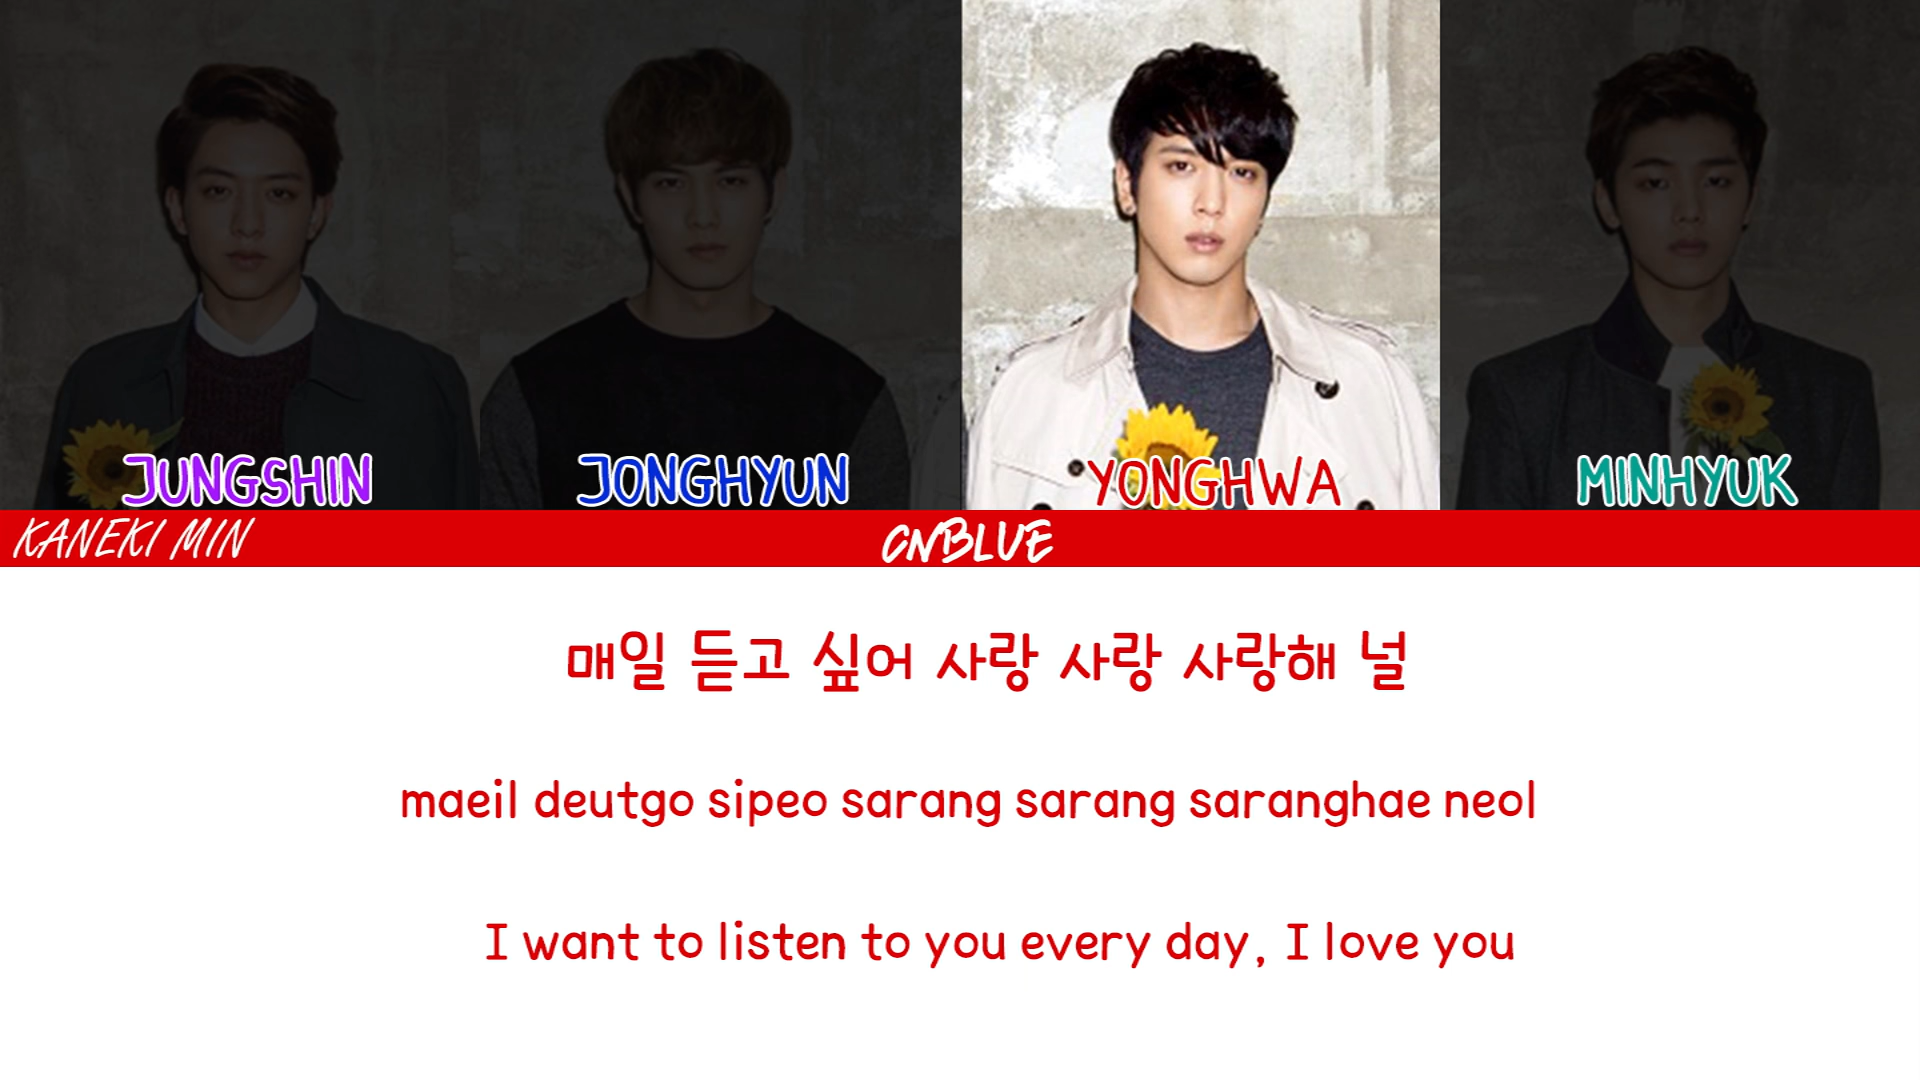 JUNGSHIN
JONGHYUN
YONGHWA
MINHYUK
KANEKI MIN
CNBLUE
매일 듣고 싶어 사랑 사랑 사랑해 널
maeil deutgo sipeo sarang sarang saranghae neol
I want to listen to you every day, I love you